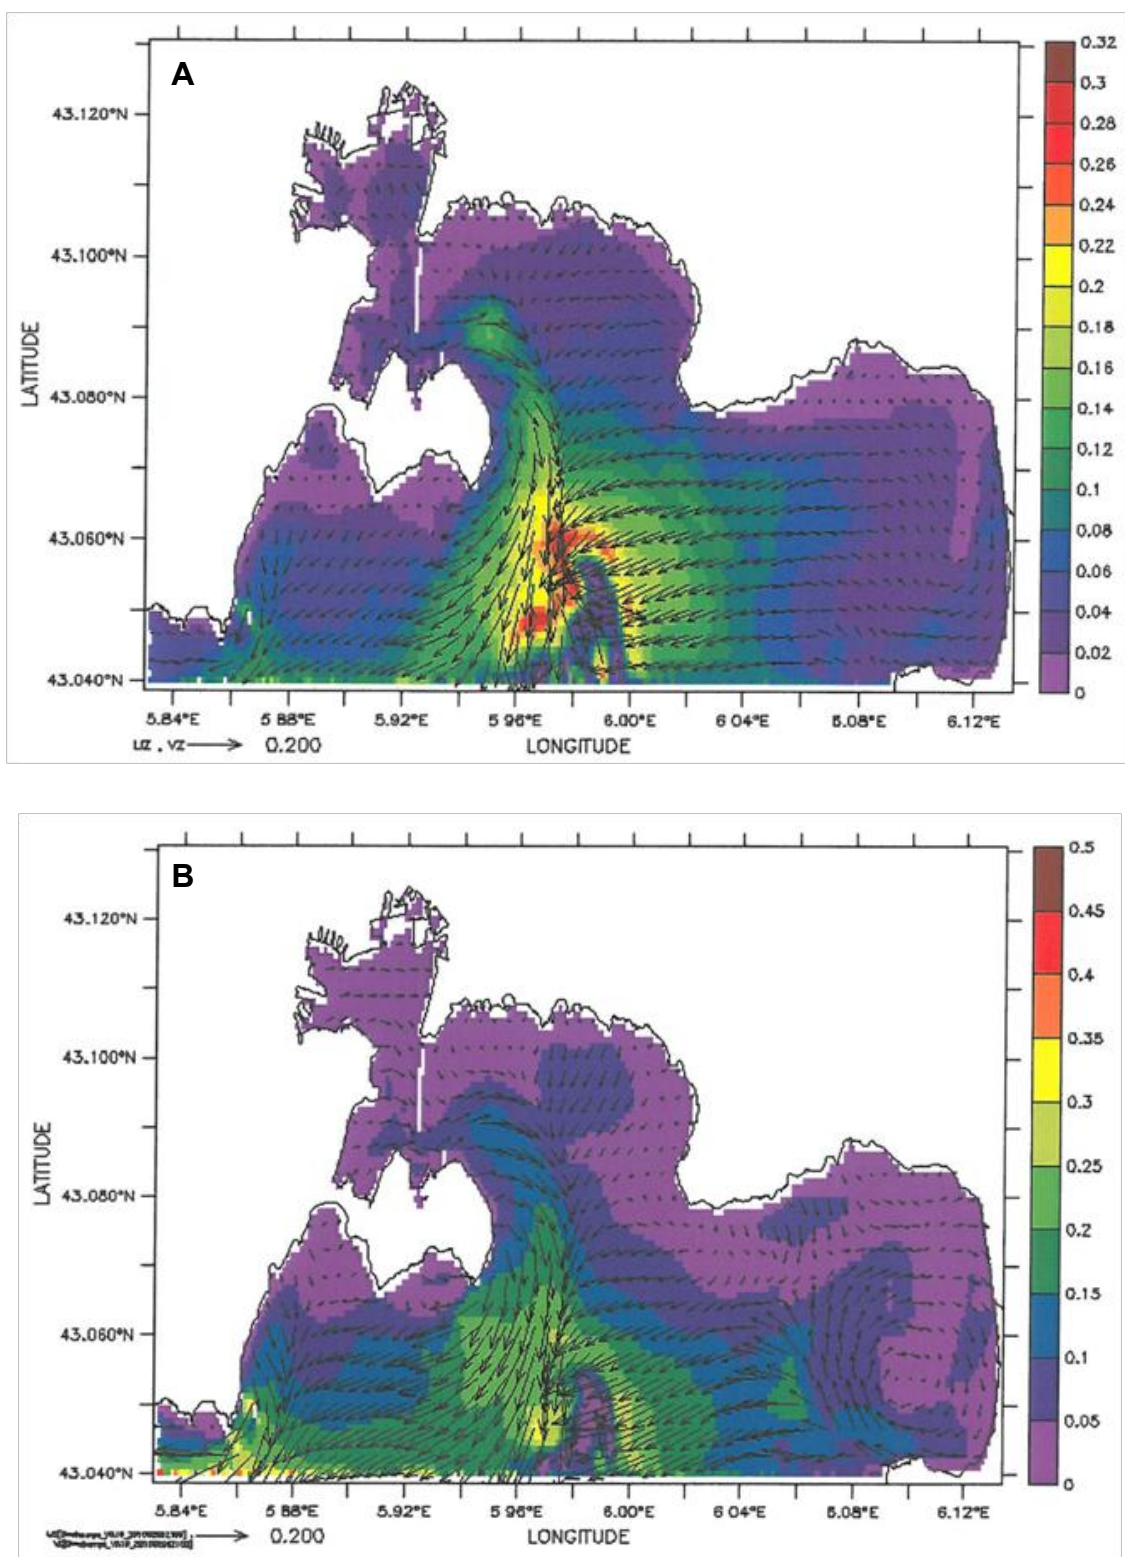 A
0.32
0.3
0.28
0.26
0.24
0.22
0.2
0.18
0.16
0.14
0.12
0.1
0.08
0.06
0.04
0.02
0
43.120°N
43.100°N
43.080°N
43.060°N
43.040°N
LATITUDE
5.84°E 5.88°E 5.92°E 5.96°E 6.00°E 6.04°E 6.08°E 6.12°E
UZ , VZ 0.200
LONGITUDE
B
0.5
0.45
0.4
0.35
0.3
0.25
0.2
0.15
0.1
0.05
0
43.120°N
43.100°N
43.080°N
43.060°N
43.040°N
LATITUDE
5.84°E 5.88°E 5.92°E 5.96°E 6.00°E 6.04°E 6.08°E 6.12°E
0.200
LONGITUDE